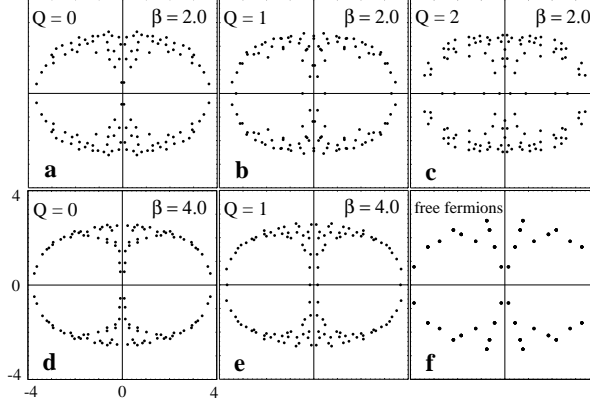 Q = 0 β = 2.0
Q = 1 β = 2.0
Q = 2 β = 2.0
a
b
c
4
Q = 0 β = 4.0
Q = 1 β = 4.0
free fermions
0
d
e
f
-4
-4 0 4